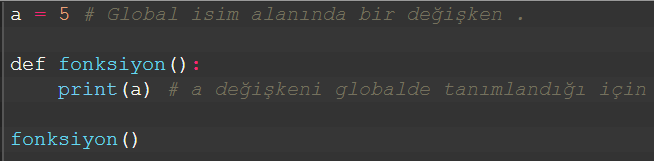 a = 5 # Global isim alanında bir değişken .
def fonksiyon():
print(a) # a değişkeni globalde tanımlandığı için
fonksiyon()